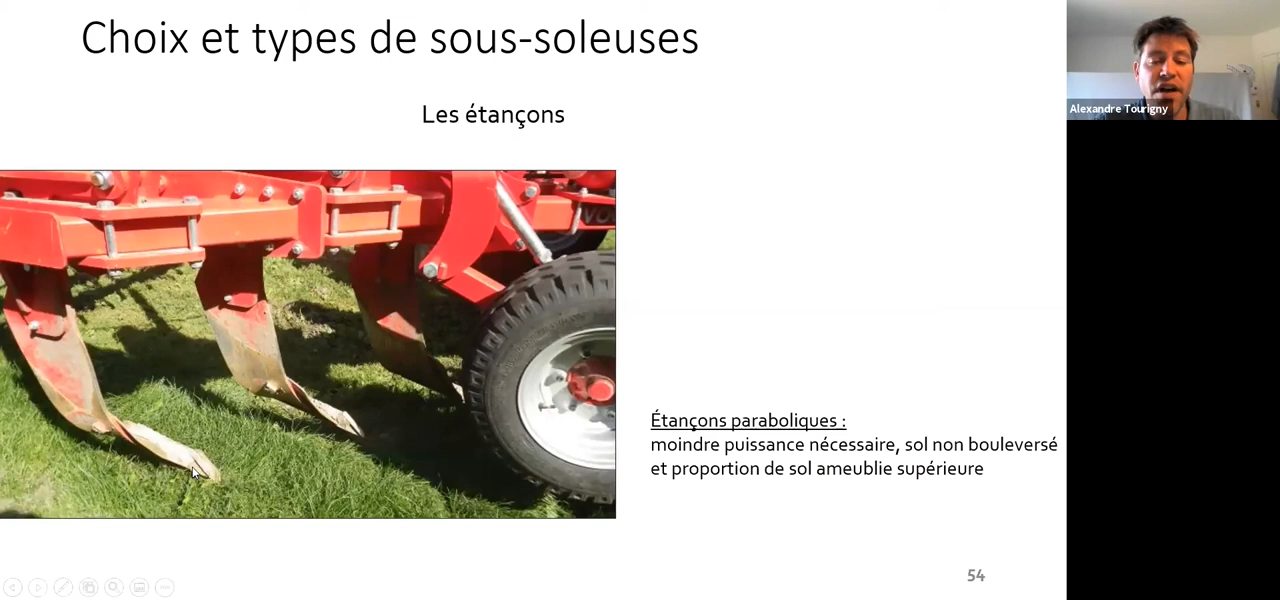 Choix et types de sous-soleuses
Alexandre Tourigny
Les étançons
Étançons paraboliques :
moindre puissance nécessaire, sol non bouleversé
et proportion de sol ameublie supérieure
54